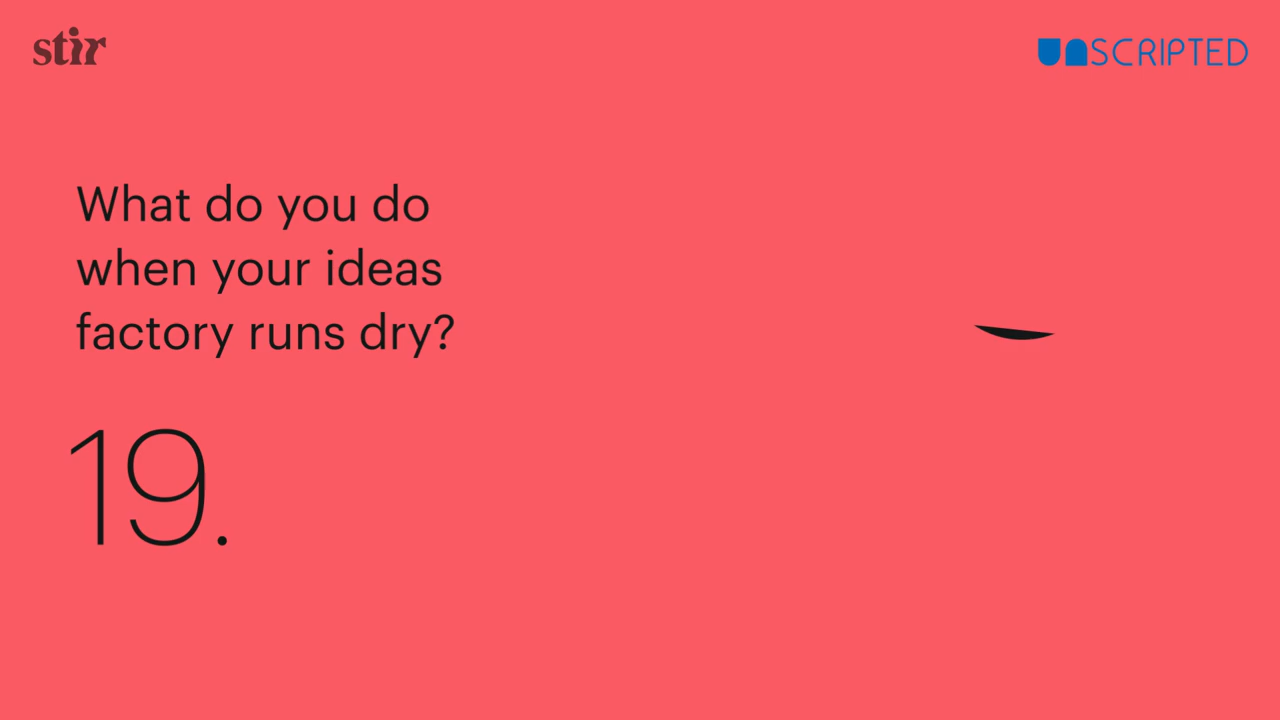 stir
UNSCRIPTED
What do you do
when your ideas
factory runs dry?
19.